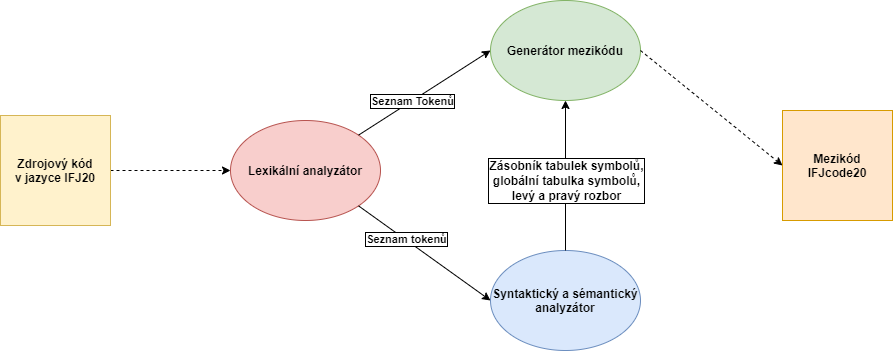 Generátor mezikódu
Seznam Tokenů
Zdrojový kód
v jazyce IFJ20
Lexikální analyzátor
Zásobník tabulek symbolů,
globální tabulka symbolů,
levý a pravý rozbor
Mezikód
IFJcode20
Seznam tokenů
Syntaktický a sémantický
analyzátor